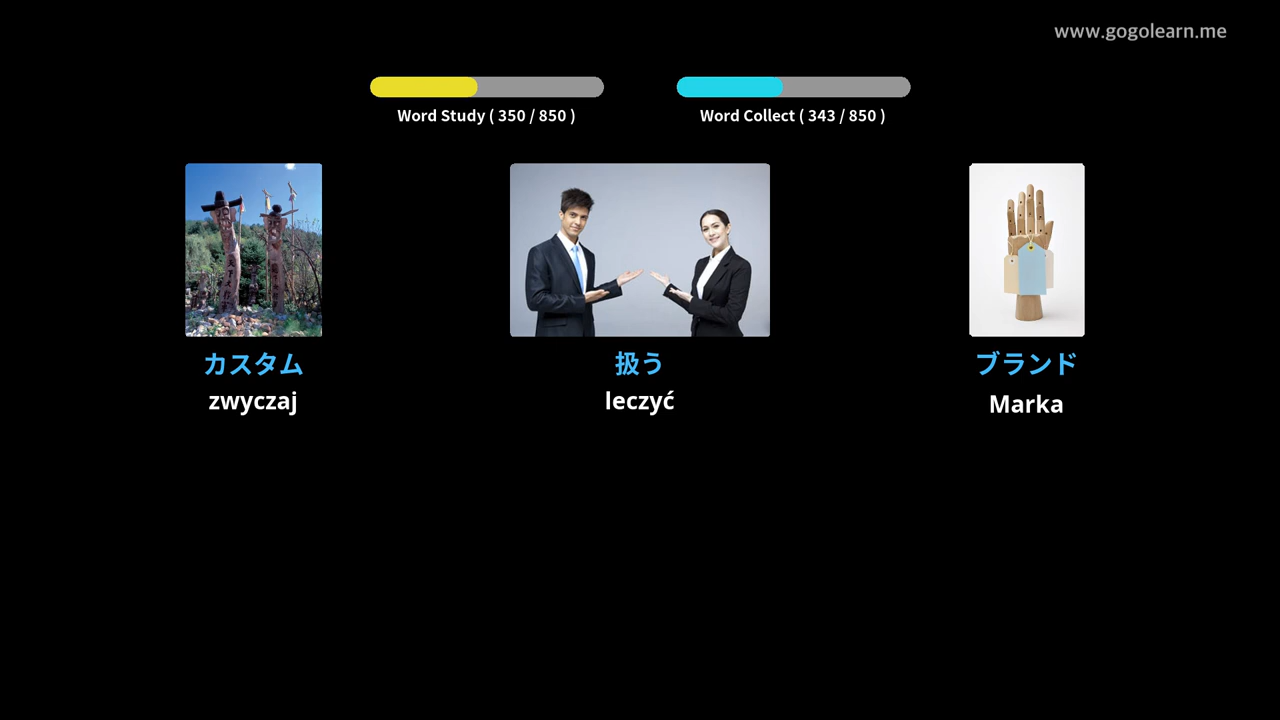 www.gogolearn.me
Word Study ( 350 / 850 )
Word Collect ( 343 / 850 )
カスタム
扱う
ブランド
zwyczaj
leczyć
Marka